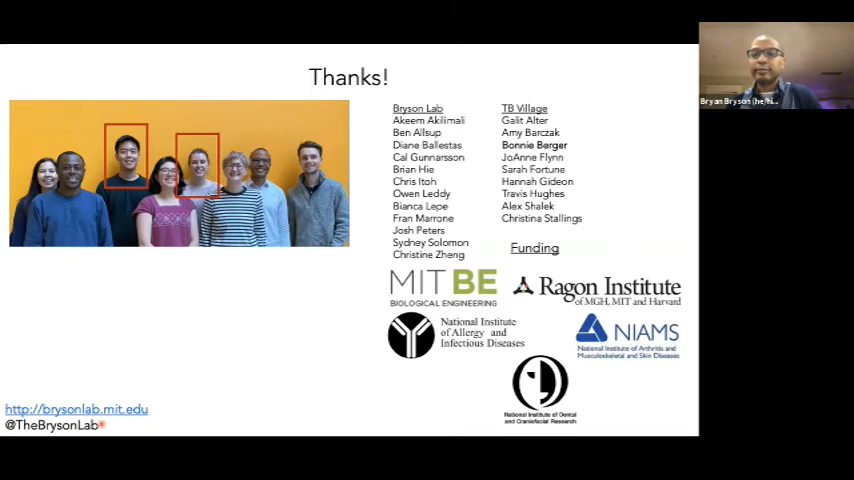 Thanks!
Bryan Bryson (he/hi...
Bryson Lab
Akeem Akilimali
Ben Allsup
Diane Ballestas
Cal Gunnarsson
Brian Hie
Chris Itoh
Owen Leddy
Bianca Lepe
Fran Marrone
Josh Peters
Sydney Solomon
Christine Zheng
TB Village
Galit Alter
Amy Barczak
Bonnie Berger
JoAnne Flynn
Sarah Fortune
Hannah Gideon
Travis Hughes
Alex Shalek
Christina Stallings
Funding
MIT BE
BIOLOGICAL ENGINEERING
Ragon Institute
of MGH, MIT and Harvard
National Institute
of Allergy and
Infectious Diseases
NIAMS
National Institute of Arthritis and
Musculoskeletal and Skin Diseases
National Institute of Dental
and Craniofacial Research
http://brysonlab.mit.edu
@TheBrysonLab